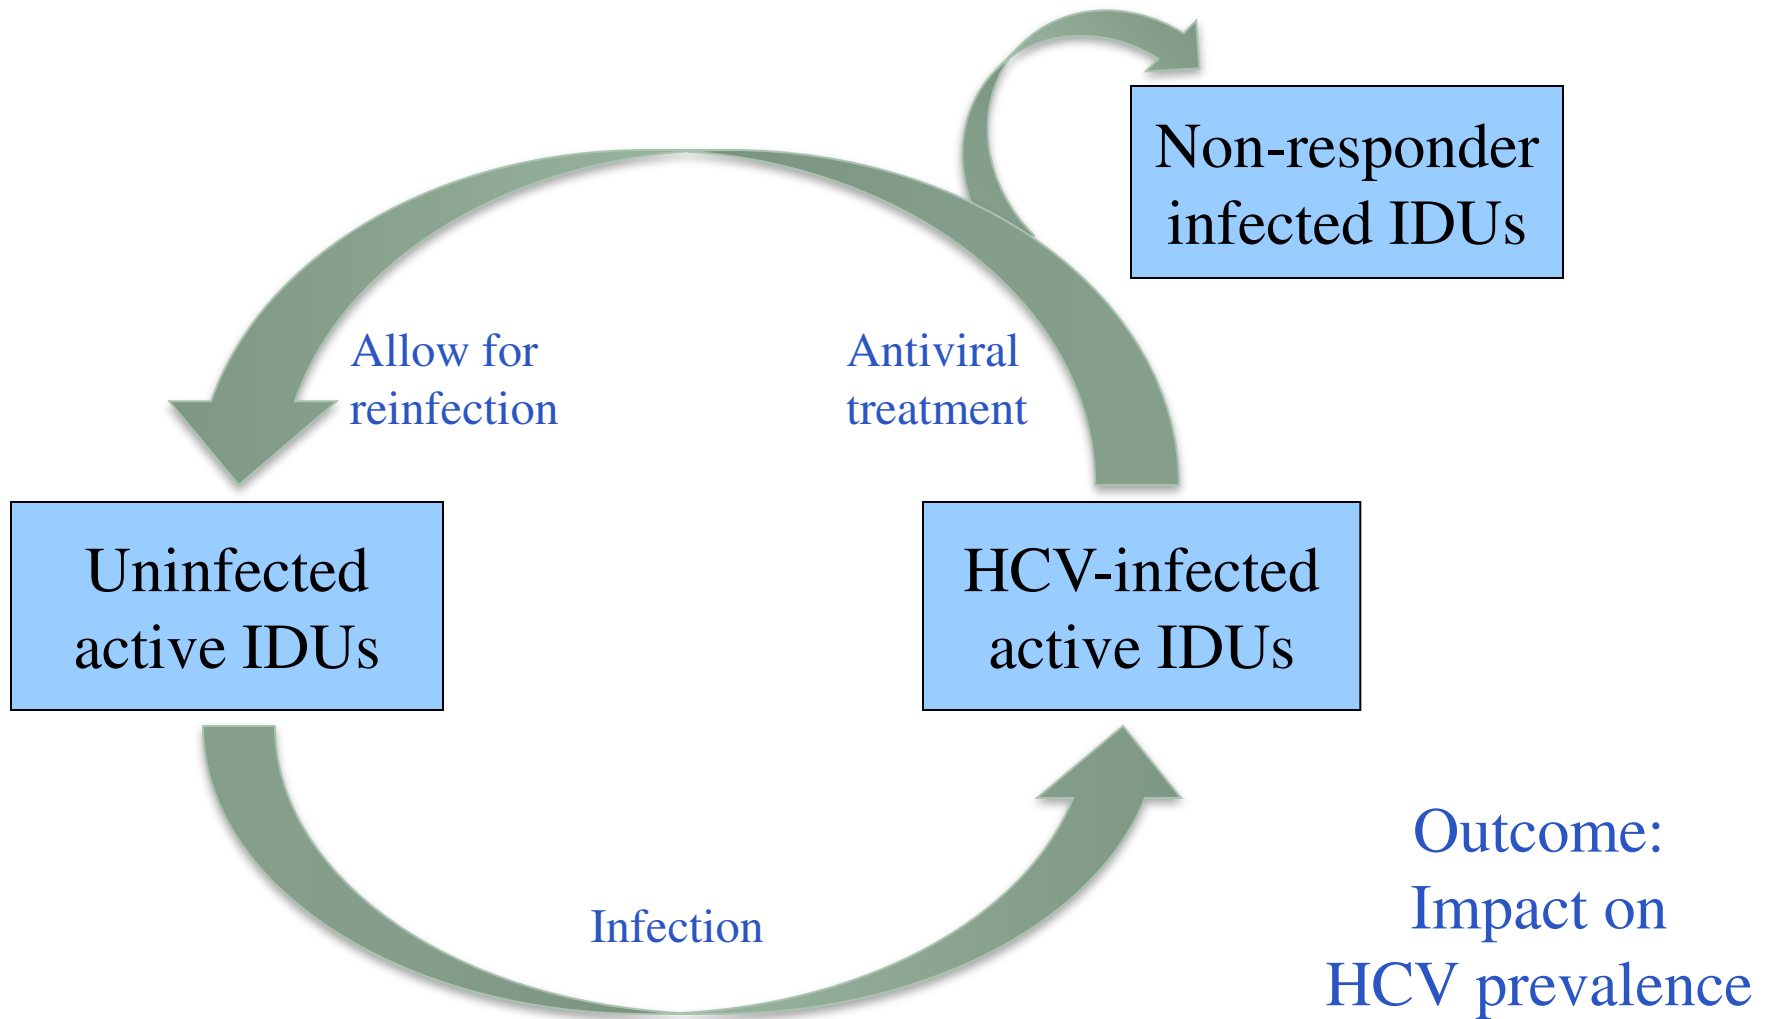 Non-responder
infected IDUs
Allow for
reinfection
Antiviral
treatment
Uninfected
active IDUs
HCV-infected
active IDUs
Infection
Outcome:
Impact on
HCV prevalence